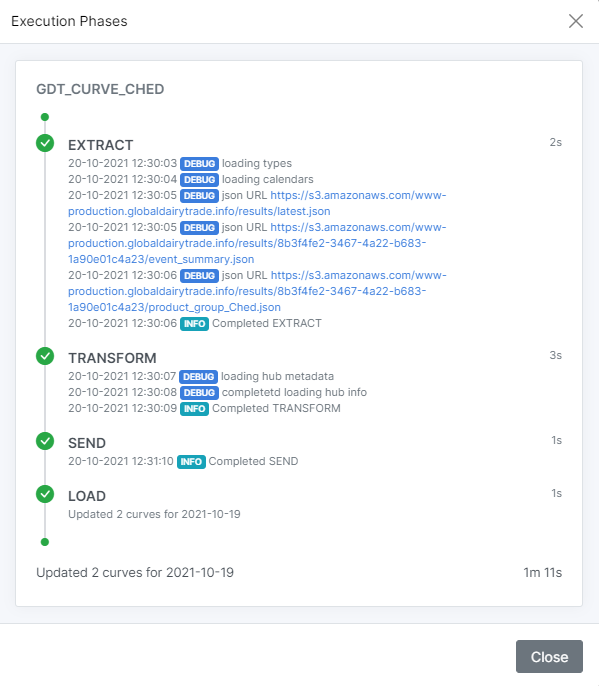 Execution Phases
GDT_CURVE_CHED
EXTRACT 2s
20-10-2021 12:30:03 DEBUG loading types
20-10-2021 12:30:04 DEBUG loading calendars
20-10-2021 12:30:05 DEBUG json URL https://s3.amazonaws.com/www-
production.globaldairytrade.info/results/latest.json
20-10-2021 12:30:05 DEBUG json URL https://s3.amazonaws.com/www-
production.globaldairytrade.info/results/8b3f4fe2-3467-4a22-b683-
1a90e01c4a23/event_summary.json
20-10-2021 12:30:06 DEBUG json URL https://s3.amazonaws.com/www-
production.globaldairytrade.info/results/8b3f4fe2-3467-4a22-b683-
1a90e01c4a23/product_group_Ched.json
20-10-2021 12:30:06 INFO Completed EXTRACT
TRANSFORM 3s
20-10-2021 12:30:07 DEBUG loading hub metadata
20-10-2021 12:30:08 DEBUG completetd loading hub info
20-10-2021 12:30:09 INFO Completed TRANSFORM
SEND 1s
20-10-2021 12:31:10 INFO Completed SEND
LOAD 1s
Updated 2 curves for 2021-10-19
Updated 2 curves for 2021-10-19 1m 11s
Close